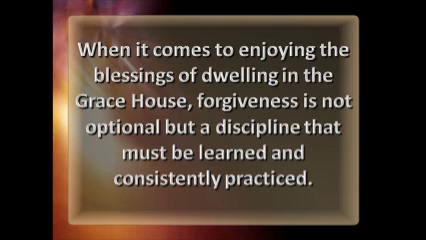 When it comes to enjoying the
blessings of dwelling in the
Grace House, forgiveness is not
optional but a discipline that
must be learned and
consistently practiced.